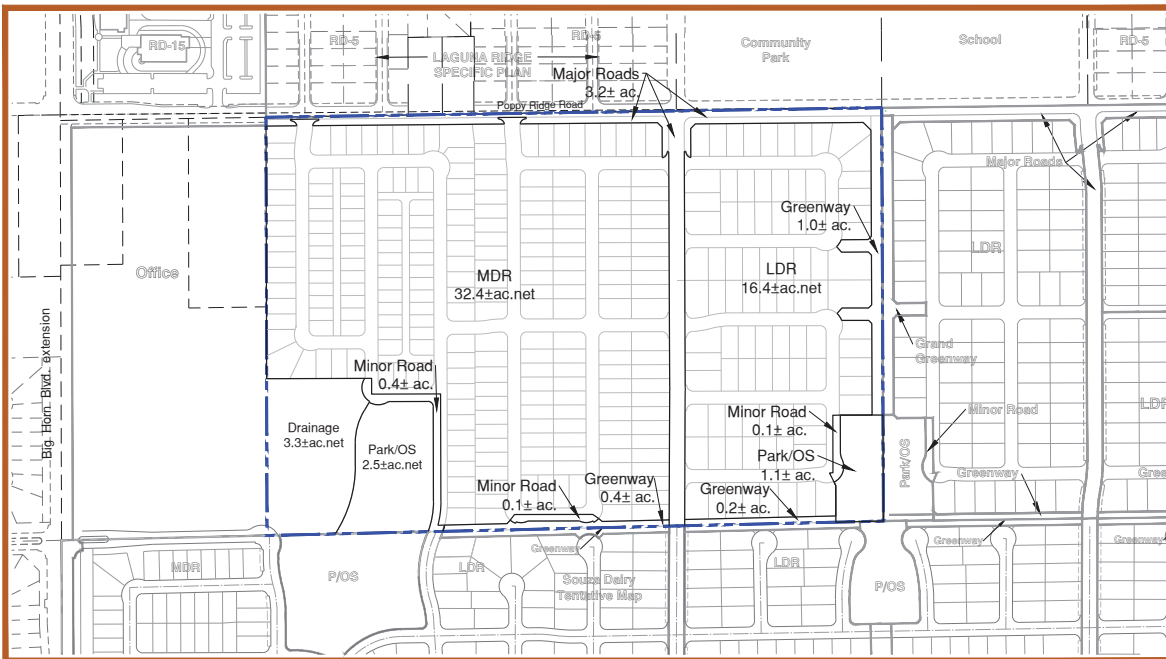 RD-15
RD-5
LAGUNA RIDGE
SPECIFIC PLAN
RD-5
Community
Park
School
RD-5
Major Roads
3.2± ac.
Poppy Ridge Road
Major Roads
Greenway
1.0± ac.
LDR
Office
MDR
32.4±ac.net
LDR
16.4±ac.net
Grand
Greenway
Big. Horn. Blvd.. extension
Minor Road
0.4± ac.
Drainage
3.3±ac.net
Park/OS
2.5±ac.net
Minor Road
0.1± ac.
Park/OS
1.1± ac.
Minor Road
LDR
Park/OS
Minor Road
0.1± ac.
Greenway
0.4± ac.
Greenway
0.2± ac.
Greenway
Greenway
MDR
P/OS
LDR
Souza Dairy
Tentative Map
LDR
P/OS
Greenway
Greenway